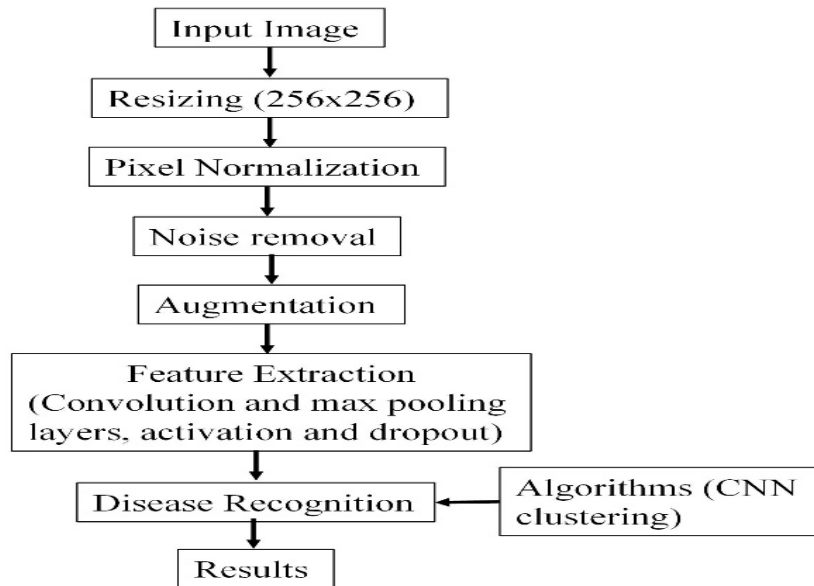 Input Image
Resizing (256x256)
Pixel Normalization
Noise removal
Augmentation
Feature Extraction
(Convolution and max pooling
layers, activation and dropout)
Disease Recognition
Algorithms (CNN
clustering)
Results